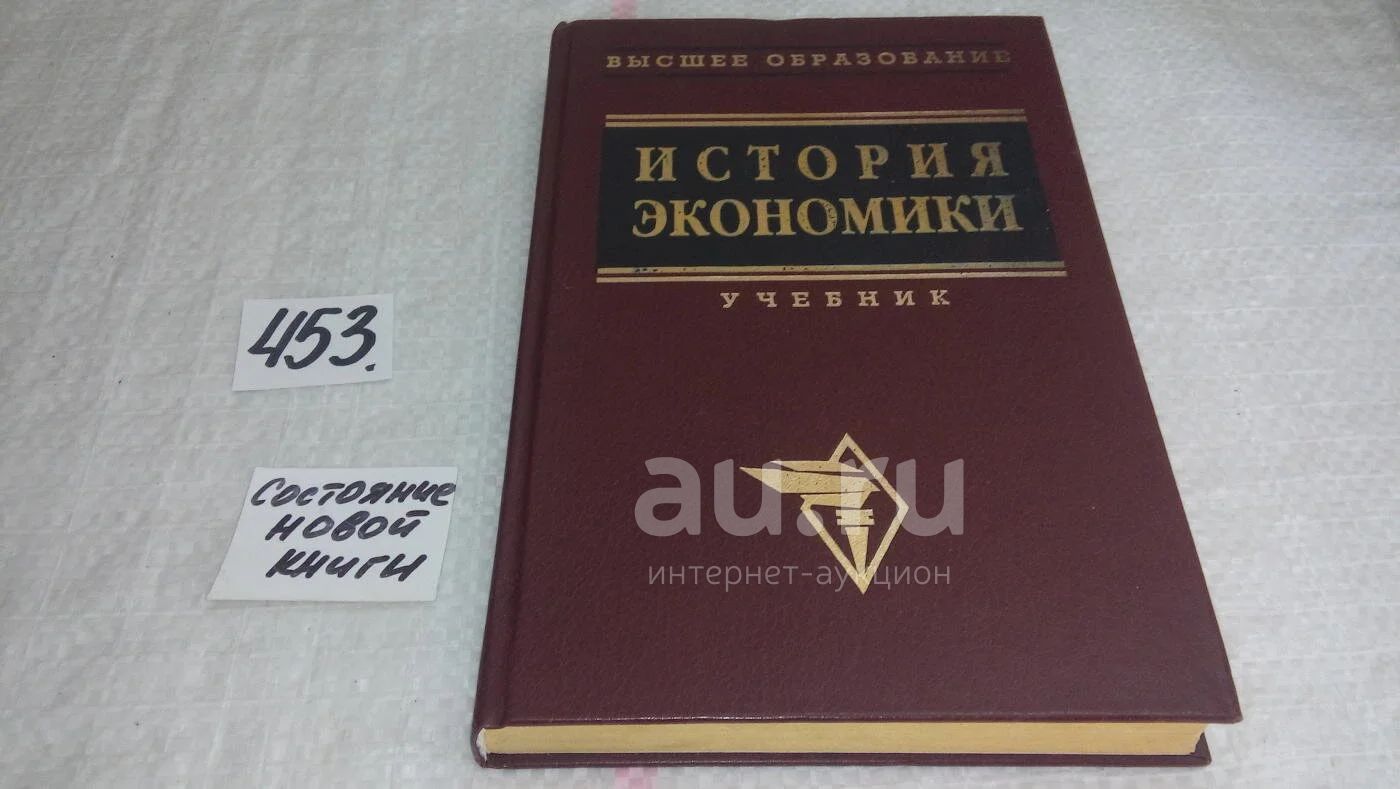 ВЫСШЕЕ ОБРАЗОВАНИЕ
ИСТОРИЯ
ЭКОНОМИКИ
УЧЕБНИК
453.
Состояние
новой
книги
au.ru
интернет-аукцион